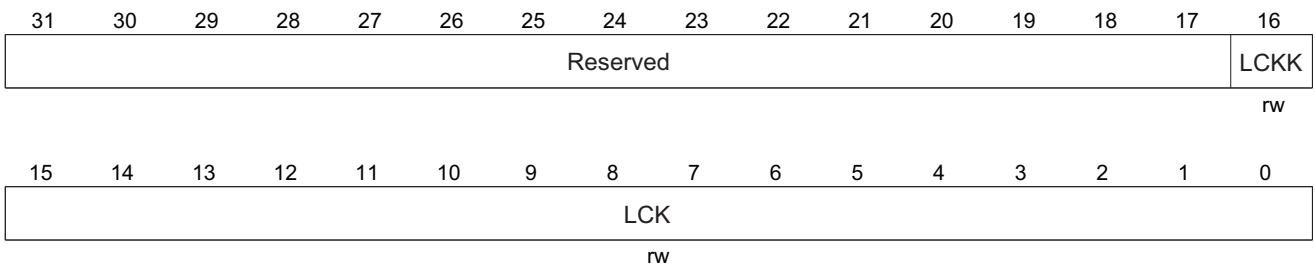 31 30 29 28 27 26 25 24 23 22 21 20 19 18 17 16
Reserved LCKK
rw
15 14 13 12 11 10 9 8 7 6 5 4 3 2 1 0
LCK
rw